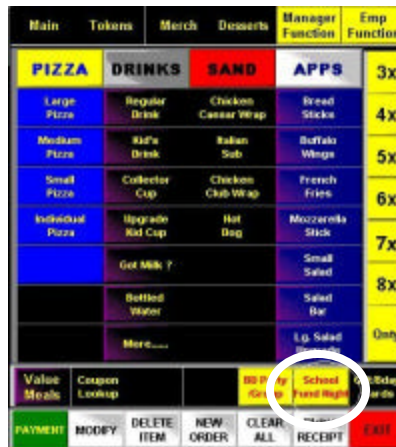 Main Tokens Merch Desserts Manager Function Emp Function
PIZZA DRINKS SAND APPS 3x
Large Pizza Regular Drink Chicken Caesar Wrap Bread Sticks 4x
Medium Pizza Kid's Drink Italian Sub Buffalo Wings 5x
Small Pizza Collector Cup Chicken Club Wrap French Fries 6x
Individual Pizza Upgrade Kid Cup Hot Dog Mozzarella Stick 7x
Got Milk ? Small Salad 8x
Bottled Water Salad Bar
More..... Lg. Salad Qnty
Value Meals Coupon Lookup School Fund Night
PAYMENT MODIFY DELETE ITEM NEW ORDER CLEAR ALL RECEIPT EXIT